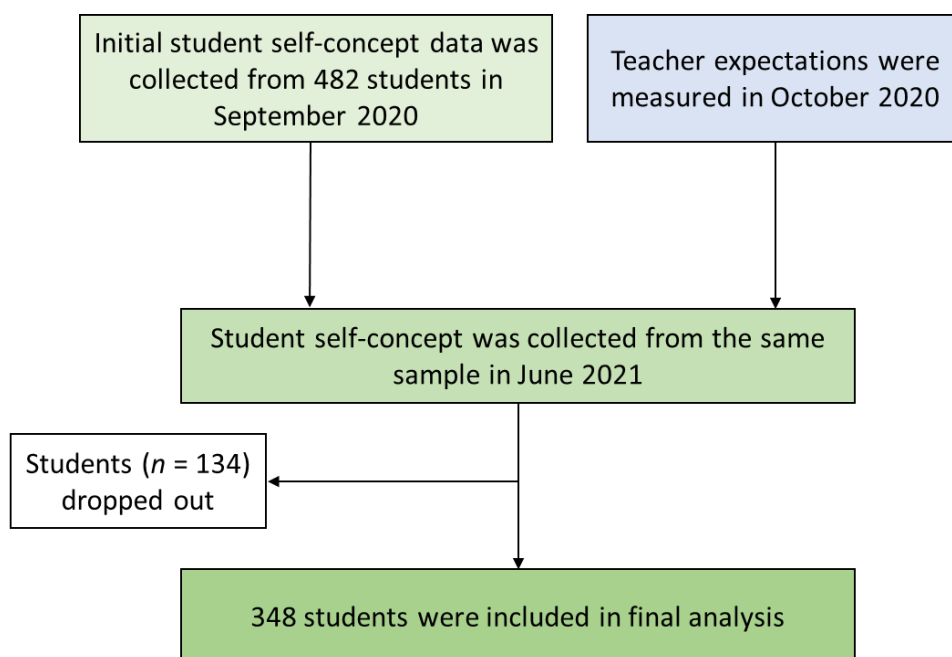 Initial student self-concept data was
collected from 482 students in
September 2020
Teacher expectations were
measured in October 2020
Student self-concept was collected from the same
sample in June 2021
Students (n = 134)
dropped out
348 students were included in final analysis